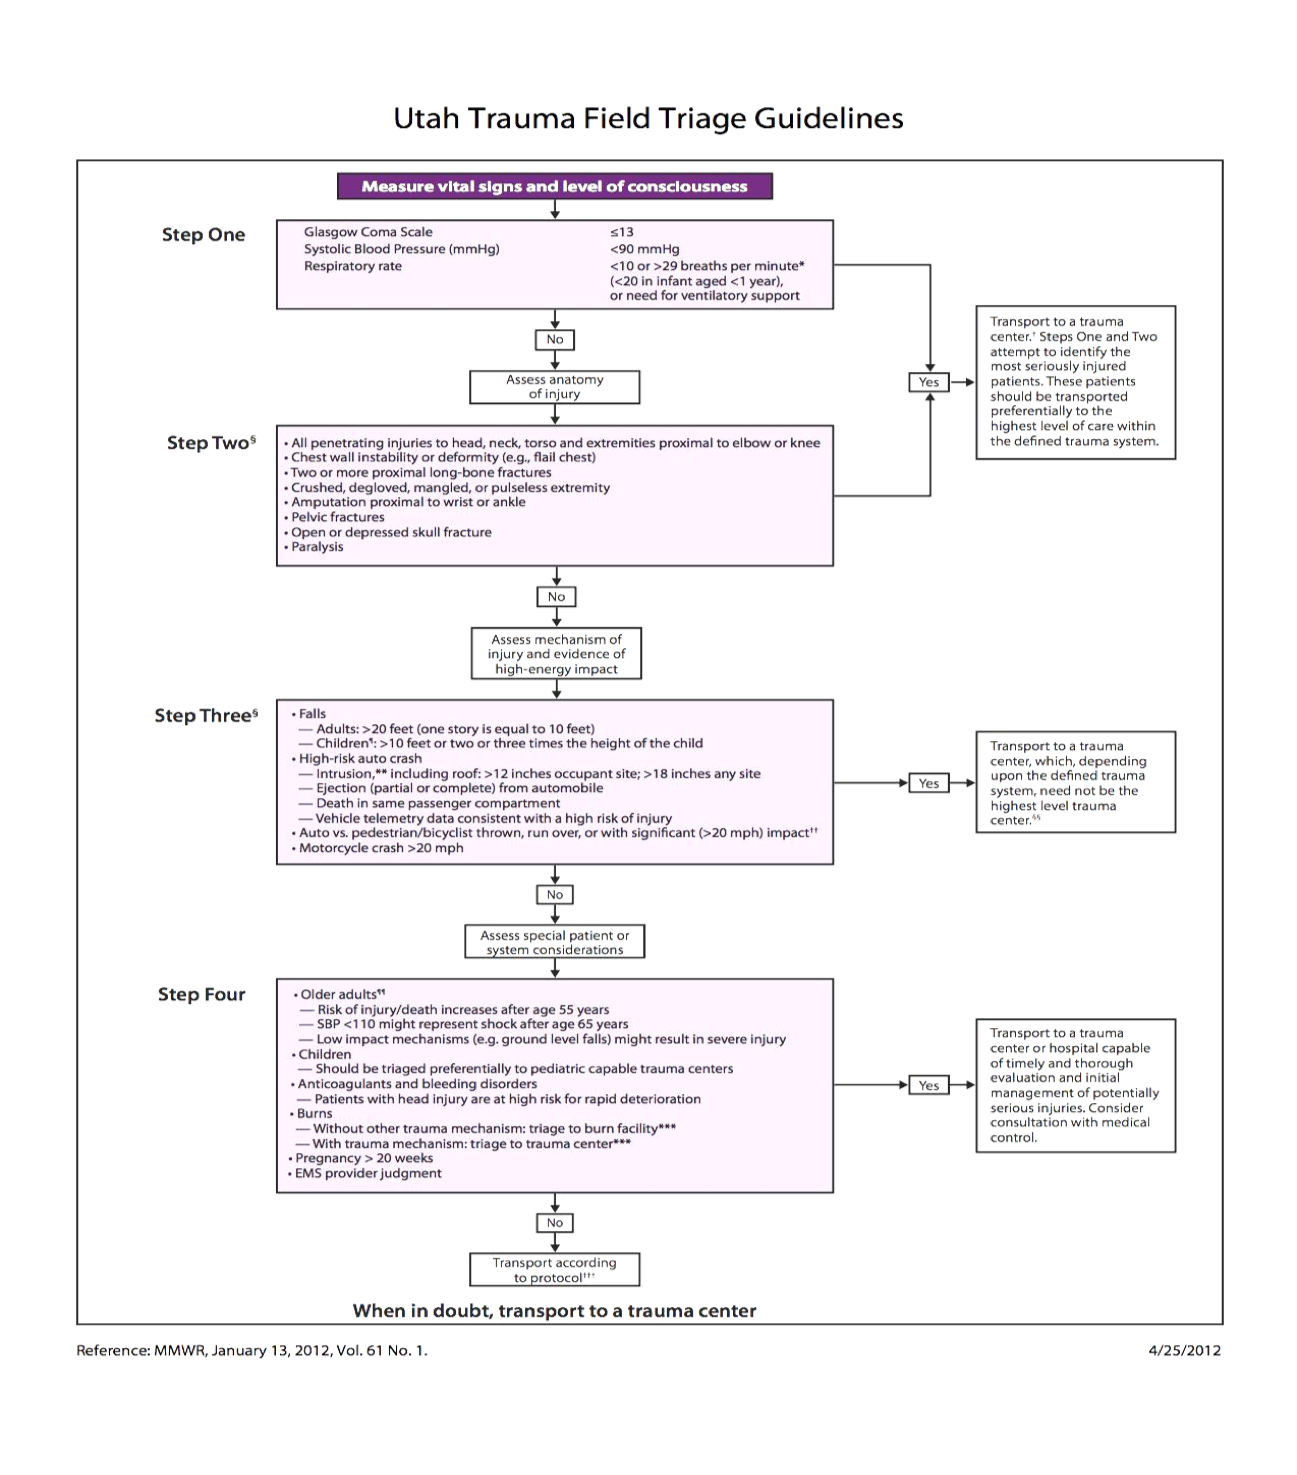 Utah Trauma Field Triage Guidelines
Measure vital signs and level of consciousness
Step One
Glasgow Coma Scale ≤13
Systolic Blood Pressure (mmHg) <90 mmHg
Respiratory rate <10 or >29 breaths per minute*
(<20 in infant aged <1 year),
or need for ventilatory support
No
Assess anatomy
of injury
Yes
Transport to a trauma
center.† Steps One and Two
attempt to identify the
most seriously injured
patients. These patients
should be transported
preferentially to the
highest level of care within
the defined trauma system.
Step Two§
• All penetrating injuries to head, neck, torso and extremities proximal to elbow or knee
• Chest wall instability or deformity (e.g., flail chest)
• Two or more proximal long-bone fractures
• Crushed, degloved, mangled, or pulseless extremity
• Amputation proximal to wrist or ankle
• Pelvic fractures
• Open or depressed skull fracture
• Paralysis
No
Assess mechanism of
injury and evidence of
high-energy impact
Step Three§
• Falls
— Adults: >20 feet (one story is equal to 10 feet)
— Children¶: >10 feet or two or three times the height of the child
• High-risk auto crash
— Intrusion,** including roof: >12 inches occupant site; >18 inches any site
— Ejection (partial or complete) from automobile
— Death in same passenger compartment
— Vehicle telemetry data consistent with a high risk of injury
• Auto vs. pedestrian/bicyclist thrown, run over, or with significant (>20 mph) impact††
• Motorcycle crash >20 mph
Yes
Transport to a trauma
center, which, depending
upon the defined trauma
system, need not be the
highest level trauma
center.§§
No
Assess special patient or
system considerations
Step Four
• Older adults¶¶
— Risk of injury/death increases after age 55 years
— SBP <110 might represent shock after age 65 years
— Low impact mechanisms (e.g. ground level falls) might result in severe injury
• Children
— Should be triaged preferentially to pediatric capable trauma centers
• Anticoagulants and bleeding disorders
— Patients with head injury are at high risk for rapid deterioration
• Burns
— Without other trauma mechanism: triage to burn facility***
— With trauma mechanism: triage to trauma center***
• Pregnancy > 20 weeks
• EMS provider judgment
Yes
Transport to a trauma
center or hospital capable
of timely and thorough
evaluation and initial
management of potentially
serious injuries. Consider
consultation with medical
control.
No
Transport according
to protocol†††
When in doubt, transport to a trauma center
Reference: MMWR, January 13, 2012, Vol. 61 No. 1.
4/25/2012